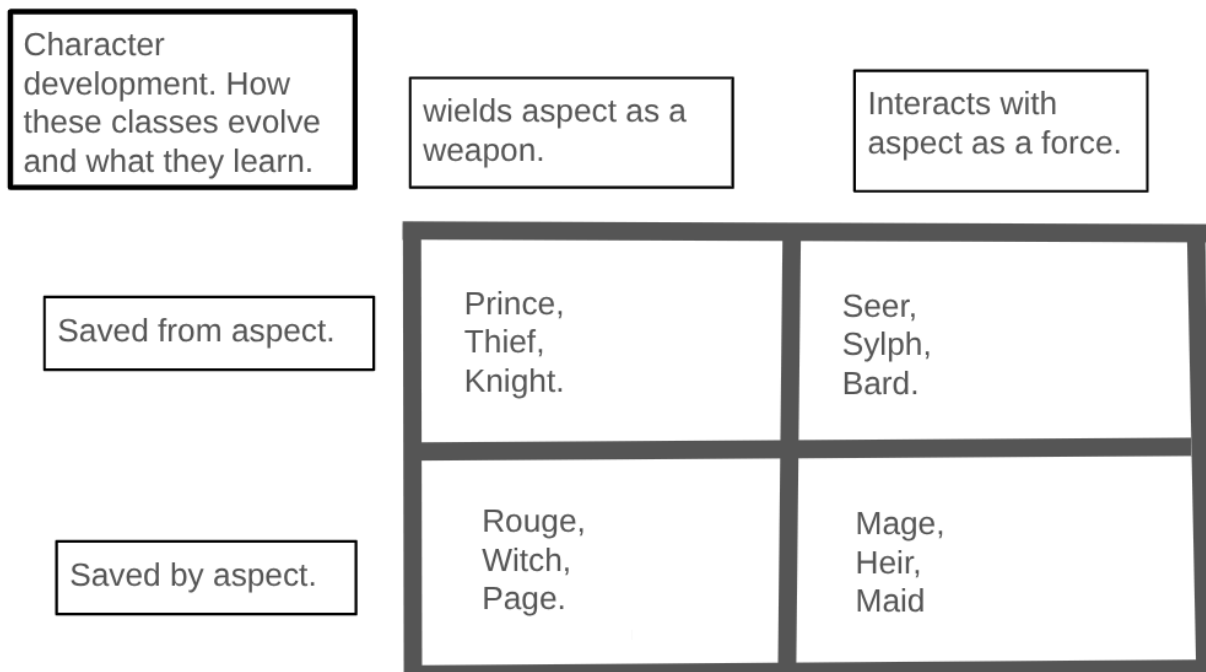 Character
development. How
these classes evolve
and what they learn.
wields aspect as a
weapon.
Interacts with
aspect as a force.
Saved from aspect.
Prince,
Thief,
Knight.
Seer,
Sylph,
Bard.
Saved by aspect.
Rouge,
Witch,
Page.
Mage,
Heir,
Maid